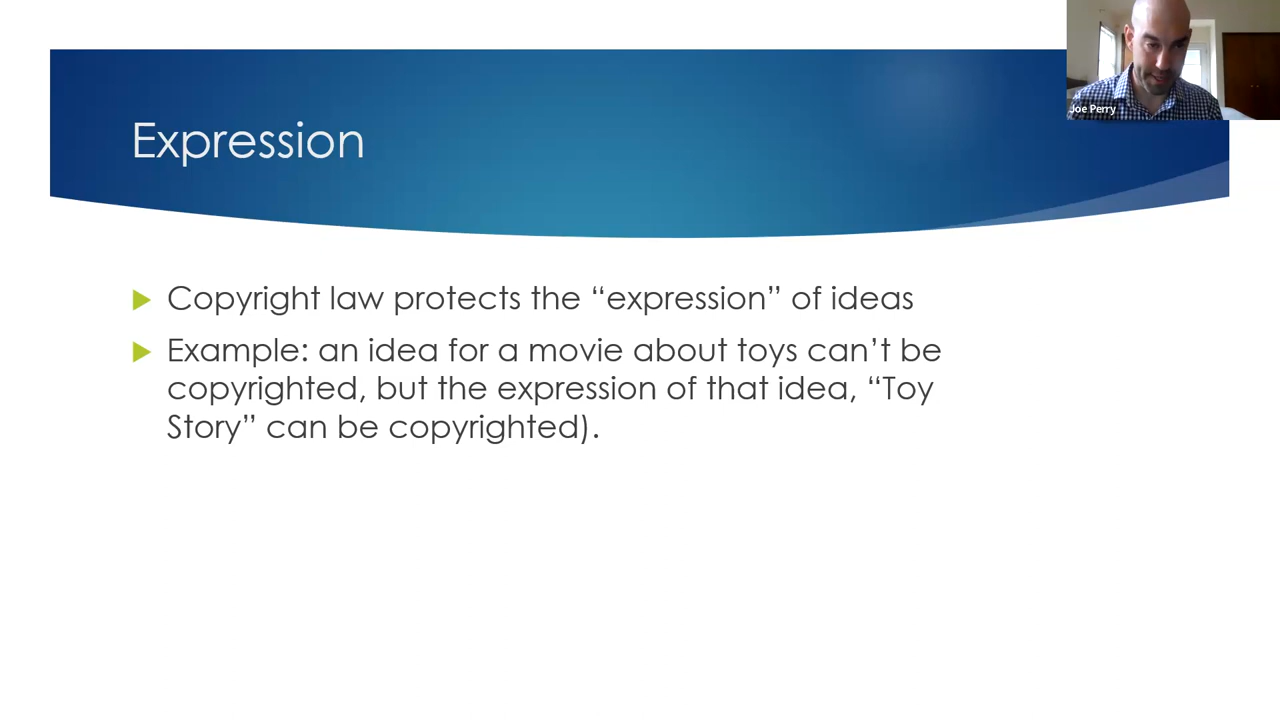 Expression
Joe Perry
Copyright law protects the “expression” of ideas
Example: an idea for a movie about toys can’t be
copyrighted, but the expression of that idea, “Toy
Story” can be copyrighted).